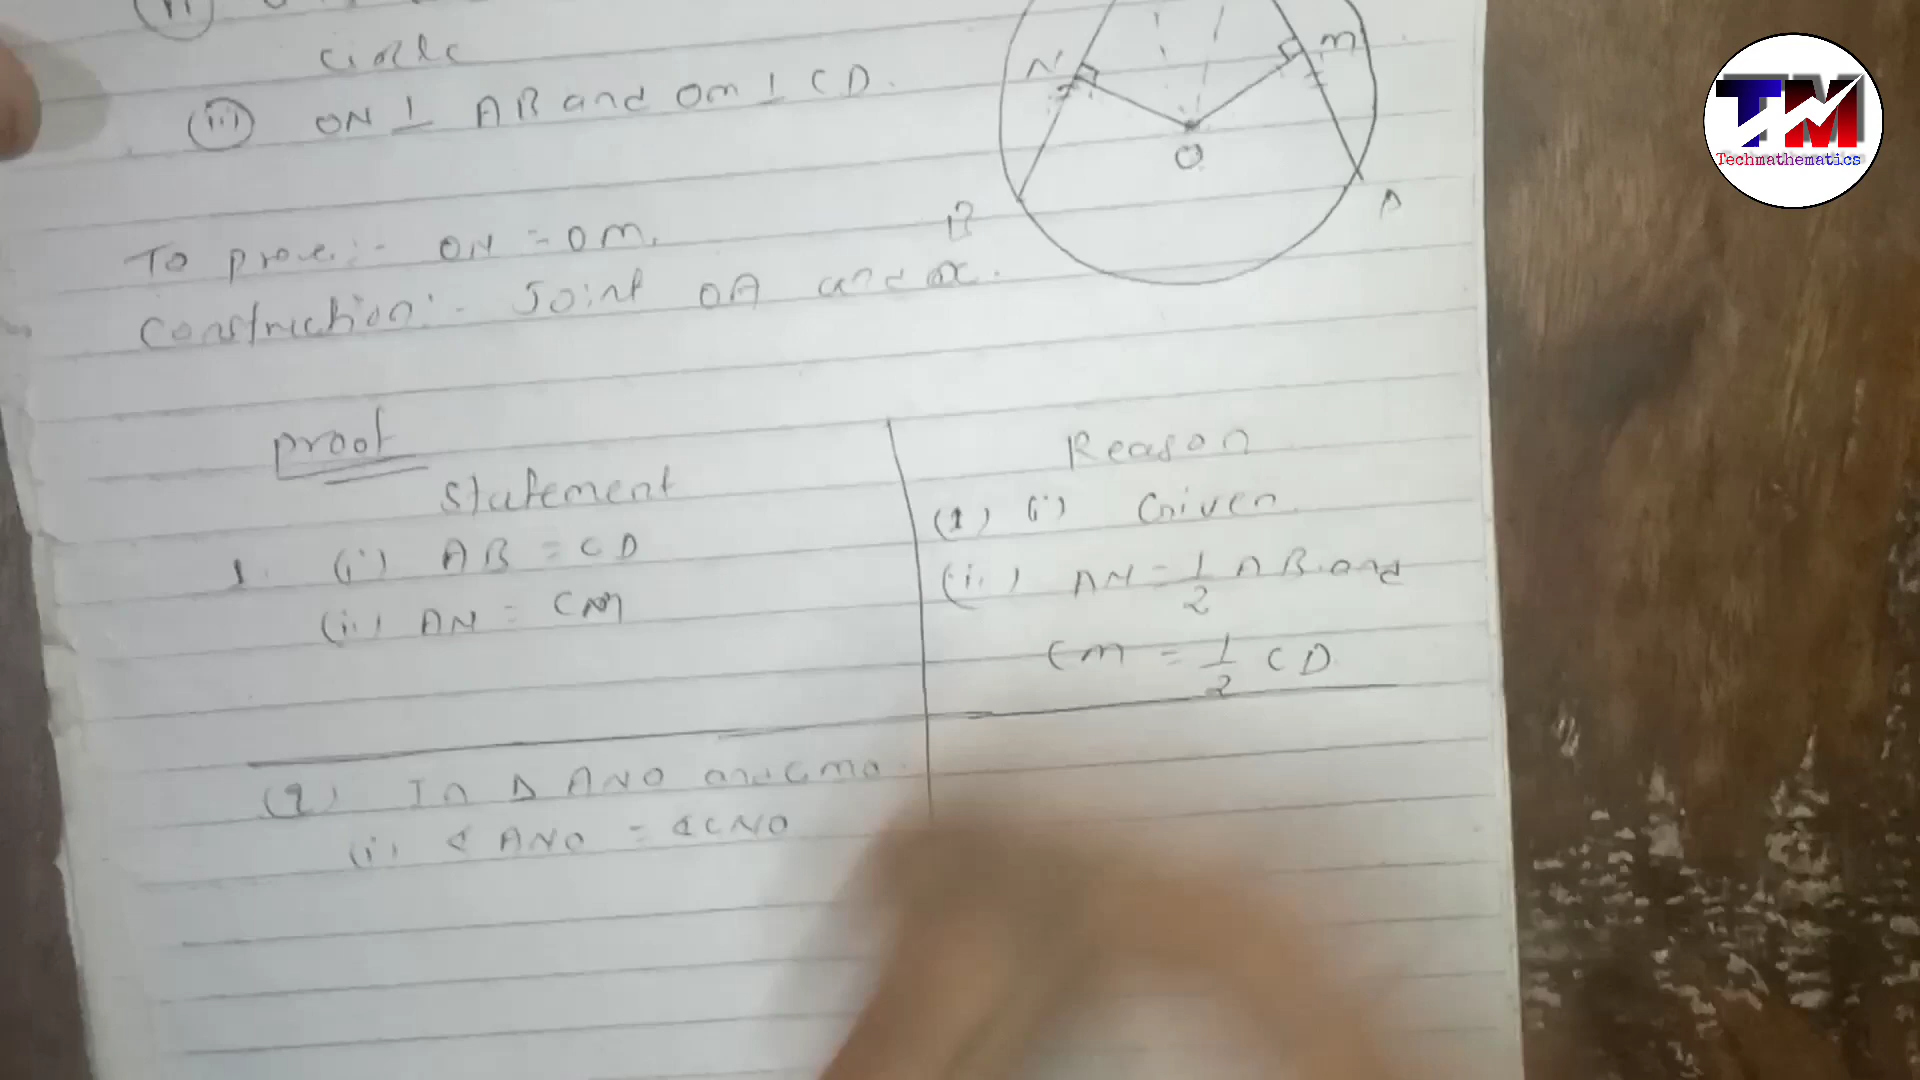 circle
(iii) ON ⊥ AB and OM ⊥ CD.
N
M
O
B
D
To prove:- ON = OM.
Construction:- Joint OA and OC.
Proof
Statement
Reason
1. (i) AB = CD
(1) (i) Given
(ii) AN = CM
(ii) AN = 1/2 AB and
CM = 1/2 CD
(2) In Δ ANO and CMO
(i) ∢ ANO = ∢CNO
TM
Techmathematics